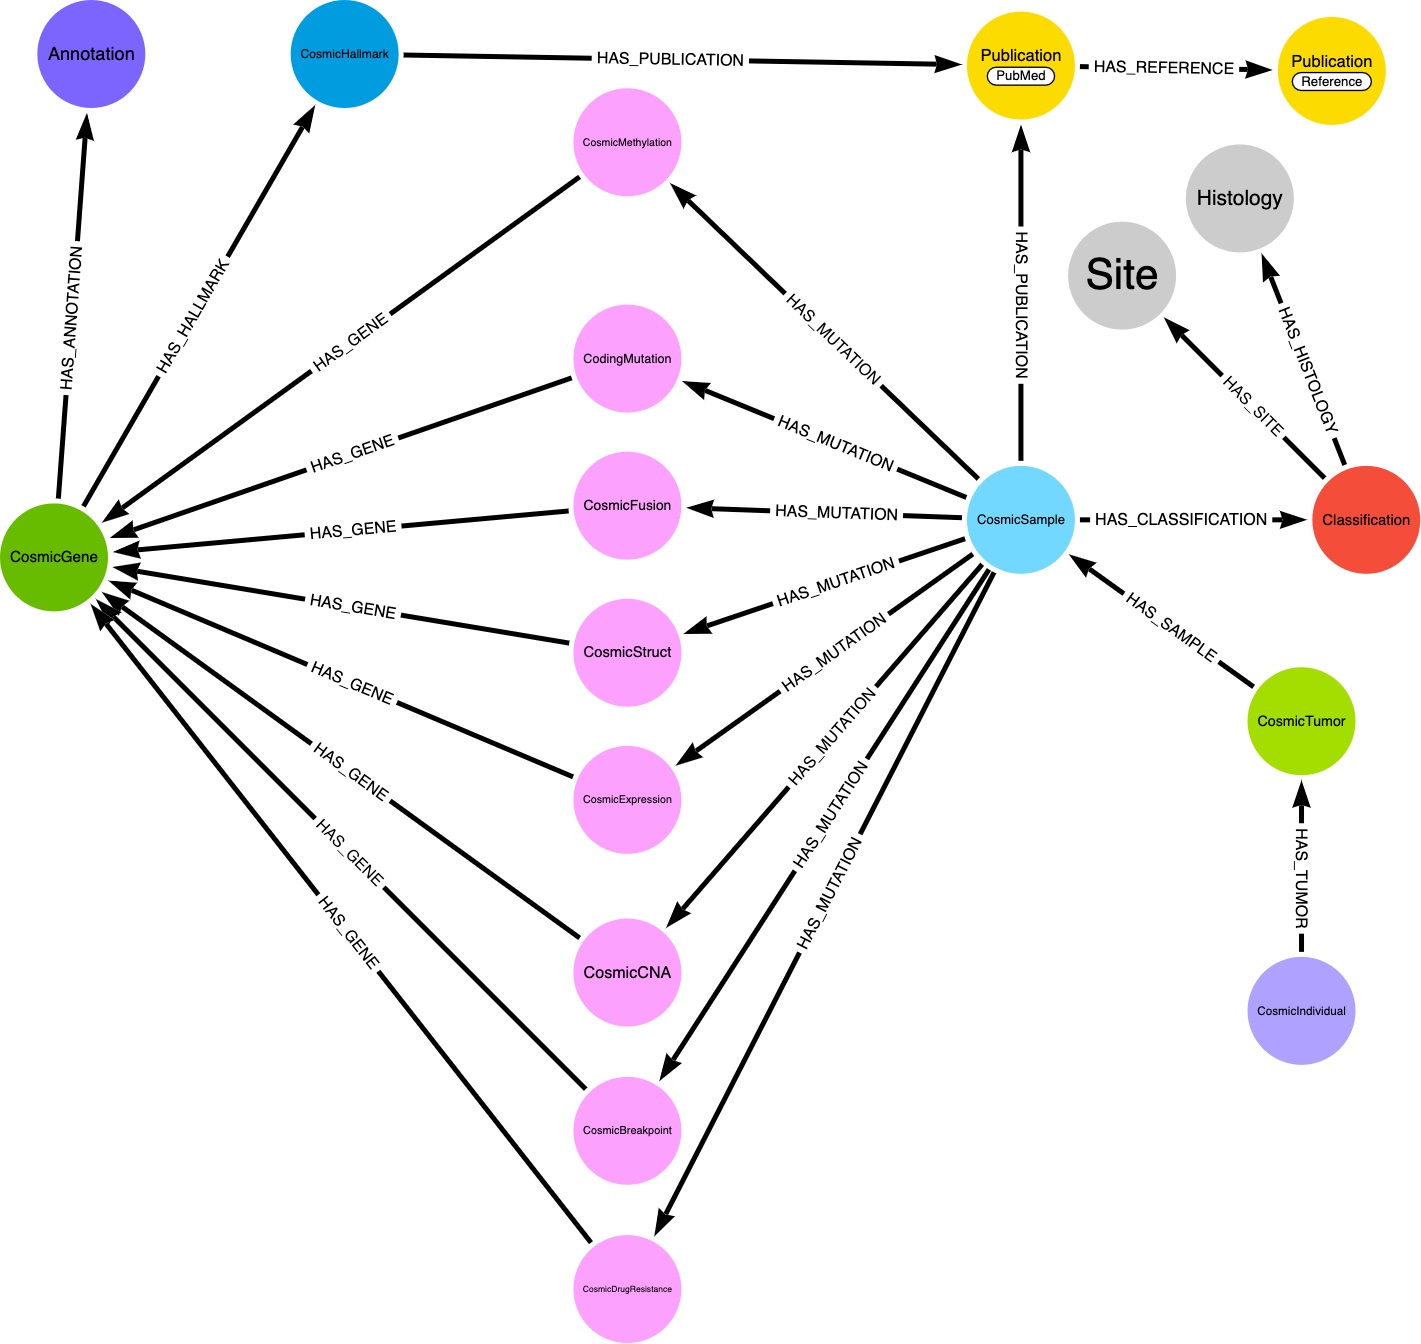 Annotation
CosmicHallmark
HAS_PUBLICATION
Publication
PubMed
HAS_REFERENCE
Publication
Reference
CosmicMethylation
Histology
Site
HAS_ANNOTATION
HAS_HALLMARK
HAS_GENE
HAS_MUTATION
HAS_PUBLICATION
HAS_HISTOLOGY
HAS_SITE
CodingMutation
HAS_GENE
HAS_MUTATION
CosmicFusion
HAS_GENE
HAS_MUTATION
CosmicSample
HAS_CLASSIFICATION
Classification
CosmicGene
HAS_GENE
HAS_MUTATION
CosmicStruct
HAS_SAMPLE
HAS_GENE
HAS_MUTATION
CosmicTumor
CosmicExpression
HAS_GENE
HAS_MUTATION
HAS_GENE
HAS_MUTATION
HAS_TUMOR
HAS_GENE
HAS_MUTATION
CosmicCNA
CosmicIndividual
CosmicBreakpoint
CosmicDrugResistance